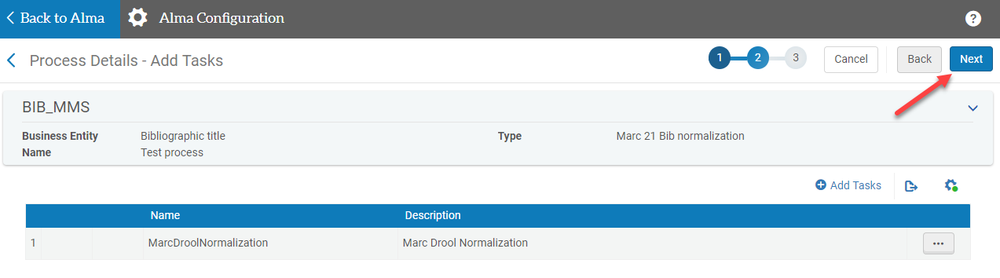 Back to Alma Alma Configuration ?
Process Details - Add Tasks 1 2 3 Cancel Back Next
BIB_MMS
Business Entity Bibliographic title Type Marc 21 Bib normalization
Name Test process
Add Tasks
Name Description
1 MarcDroolNormalization Marc Drool Normalization